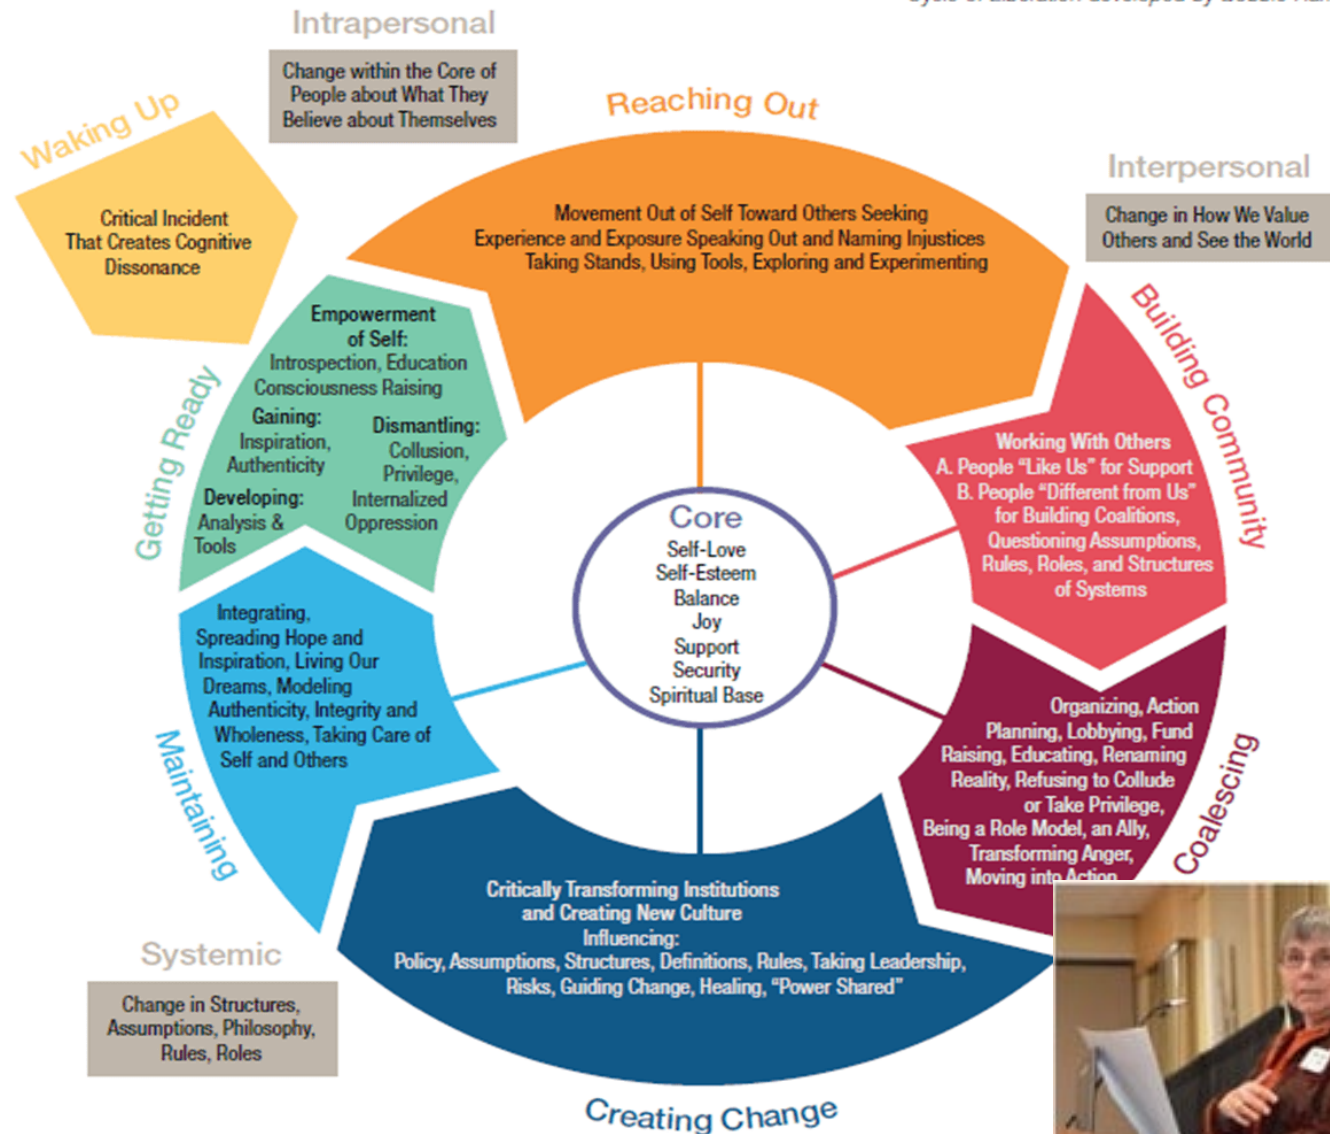 Intrapersonal
Change within the Core of
People about What They
Believe about Themselves
Waking Up
Critical Incident
That Creates Cognitive
Dissonance
Reaching Out
Movement Out of Self Toward Others Seeking
Experience and Exposure Speaking Out and Naming Injustices
Taking Stands, Using Tools, Exploring and Experimenting
Interpersonal
Change in How We Value
Others and See the World
Getting Ready
Empowerment
of Self:
Introspection, Education
Consciousness Raising
Gaining:
Inspiration,
Authenticity
Dismantling:
Collusion,
Privilege,
Internalized
Oppression
Developing:
Analysis &
Tools
Building Community
Working With Others
A. People “Like Us” for Support
B. People “Different from Us”
for Building Coalitions,
Questioning Assumptions,
Rules, Roles, and Structures
of Systems
Core
Self-Love
Self-Esteem
Balance
Joy
Support
Security
Spiritual Base
Maintaining
Integrating,
Spreading Hope and
Inspiration, Living Our
Dreams, Modeling
Authenticity, Integrity and
Wholeness, Taking Care of
Self and Others
Coalescing
Organizing, Action
Planning, Lobbying, Fund
Raising, Educating, Renaming
Reality, Refusing to Collude
or Take Privilege,
Being a Role Model, an Ally,
Transforming Anger,
Moving into Action
Critically Transforming Institutions
and Creating New Culture
Influencing:
Policy, Assumptions, Structures, Definitions, Rules, Taking Leadership,
Risks, Guiding Change, Healing, “Power Shared”
Systemic
Change in Structures,
Assumptions, Philosophy,
Rules, Roles
Creating Change